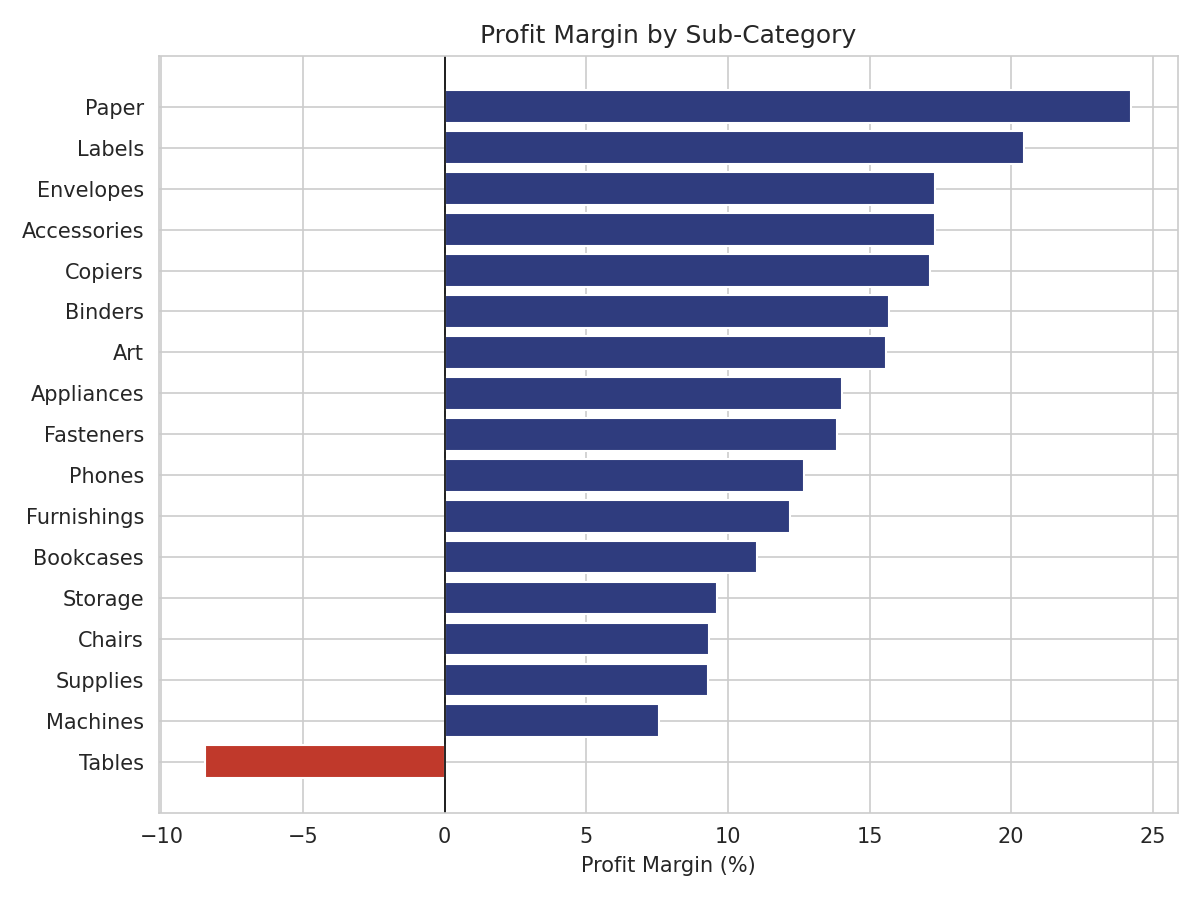 Profit Margin by Sub-Category
Paper
Labels
Envelopes
Accessories
Copiers
Binders
Art
Appliances
Fasteners
Phones
Furnishings
Bookcases
Storage
Chairs
Supplies
Machines
Tables
−10 −5 0 5 10 15 20 25
Profit Margin (%)